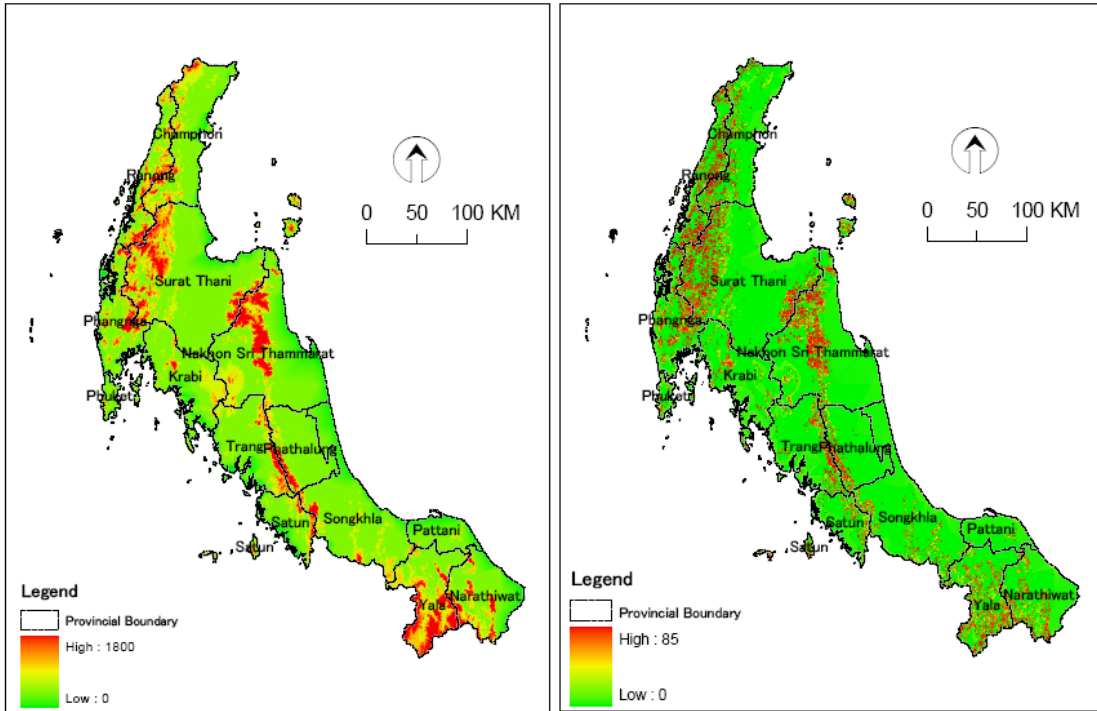 Champhon
Ranong
0 50 100 KM
Surat Thani
Phangnga
Nakhon Sri Thammarat
Krabi
Phuket
Trang
Phathalung
Satun
Songkhla
Pattani
Satun
Yala
Narathiwat
Legend
Provincial Boundary
High : 1800
Low : 0
Champhon
Ranong
0 50 100 KM
Surat Thani
Phangnga
Nakhon Sri Thammarat
Krabi
Phuket
Trang
Phathalung
Satun
Songkhla
Pattani
Satun
Yala
Narathiwat
Legend
Provincial Boundary
High : 85
Low : 0